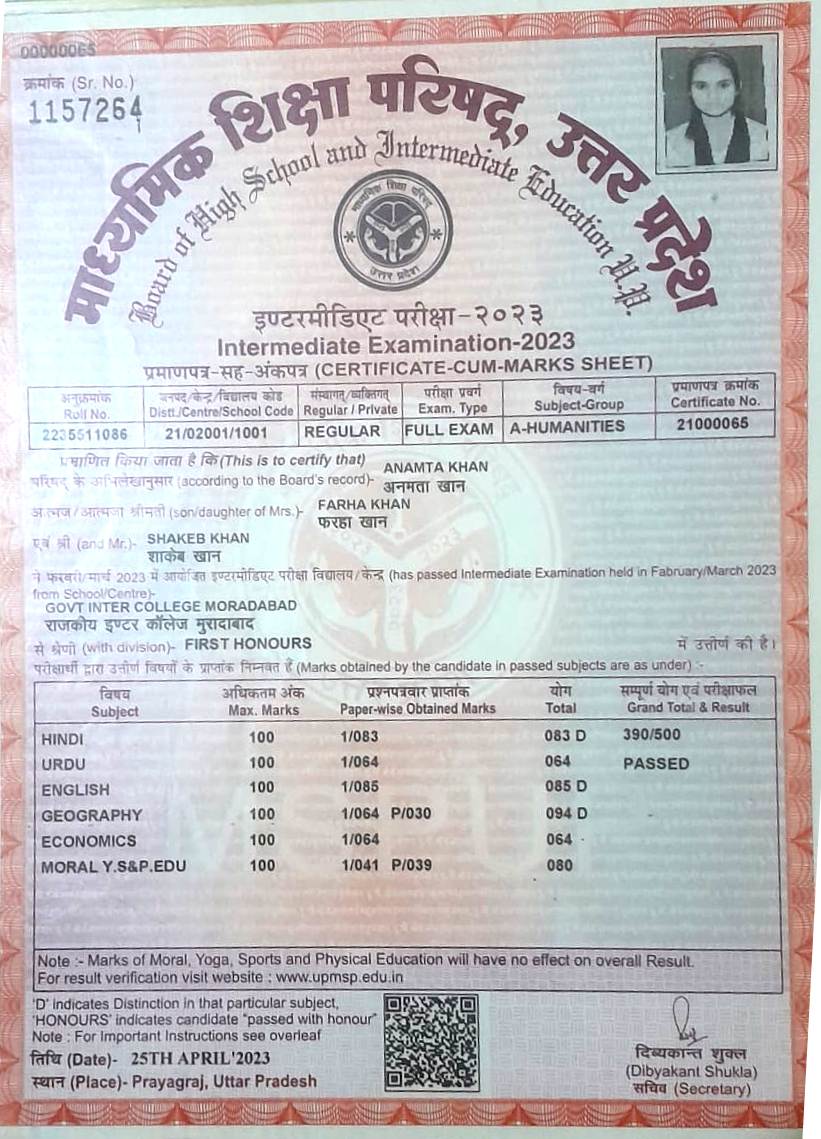 00000065
क्रमांक (Sr. No.)
1157264
माध्यमिक शिक्षा परिषद्, उत्तर प्रदेश
Board of High School and Intermediate Education U.P.
माध्यमिक शिक्षा परिषद्
उत्तर प्रदेश
इण्टरमीडिएट परीक्षा-२०२३
Intermediate Examination-2023
प्रमाणपत्र-सह-अंकपत्र (CERTIFICATE-CUM-MARKS SHEET)
अनुक्रमांक जनपद/केन्द्र/विद्यालय कोड संस्थागत/व्यक्तिगत परीक्षा प्रवर्ग विषय-वर्ग प्रमाणपत्र क्रमांक
Roll No. Distt./Centre/School Code Regular / Private Exam. Type Subject-Group Certificate No.
2235511086 21/02001/1001 REGULAR FULL EXAM A-HUMANITIES 21000065
प्रमाणित किया जाता है कि (This is to certify that) ANAMTA KHAN
परिषद् के अभिलेखानुसार (according to the Board's record)- अनमता खान
आत्मज/आत्मजा श्रीमती (son/daughter of Mrs.)- FARHA KHAN
फरहा खान
एवं श्री (and Mr.)- SHAKEB KHAN
शाकेब खान
ने फरवरी/मार्च 2023 में आयोजित इण्टरमीडिएट परीक्षा विद्यालय/केन्द्र (has passed Intermediate Examination held in Fabruary/March 2023
from School/Centre)-
GOVT INTER COLLEGE MORADABAD
राजकीय इण्टर कॉलेज मुरादाबाद
से श्रेणी (with division)- FIRST HONOURS में उत्तीर्ण की है।
परीक्षार्थी द्वारा उत्तीर्ण विषयों के प्राप्तांक निम्नवत हैं (Marks obtained by the candidate in passed subjects are as under) :-
विषय अधिकतम अंक प्रश्नपत्रवार प्राप्तांक योग सम्पूर्ण योग एवं परीक्षाफल
Subject Max. Marks Paper-wise Obtained Marks Total Grand Total & Result
HINDI 100 1/083 083 D 390/500
URDU 100 1/064 064 PASSED
ENGLISH 100 1/085 085 D
GEOGRAPHY 100 1/064 P/030 094 D
ECONOMICS 100 1/064 064
MORAL Y.S&P.EDU 100 1/041 P/039 080
Note :- Marks of Moral, Yoga, Sports and Physical Education will have no effect on overall Result.
For result verification visit website : www.upmsp.edu.in
'D' indicates Distinction in that particular subject,
'HONOURS' indicates candidate "passed with honour"
Note : For Important Instructions see overleaf
तिथि (Date)- 25TH APRIL'2023
स्थान (Place)- Prayagraj, Uttar Pradesh
दिब्यकान्त शुक्ल
(Dibyakant Shukla)
सचिव (Secretary)